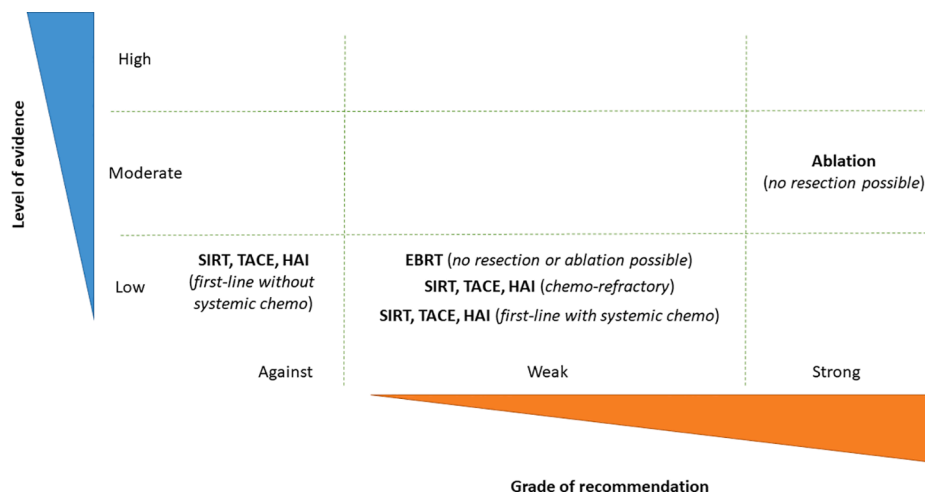 High
Level of evidence
Moderate
Ablation
(no resection possible)
Low
SIRT, TACE, HAI
(first-line without
systemic chemo)
EBRT (no resection or ablation possible)
SIRT, TACE, HAI (chemo-refractory)
SIRT, TACE, HAI (first-line with systemic chemo)
Against
Weak
Strong
Grade of recommendation